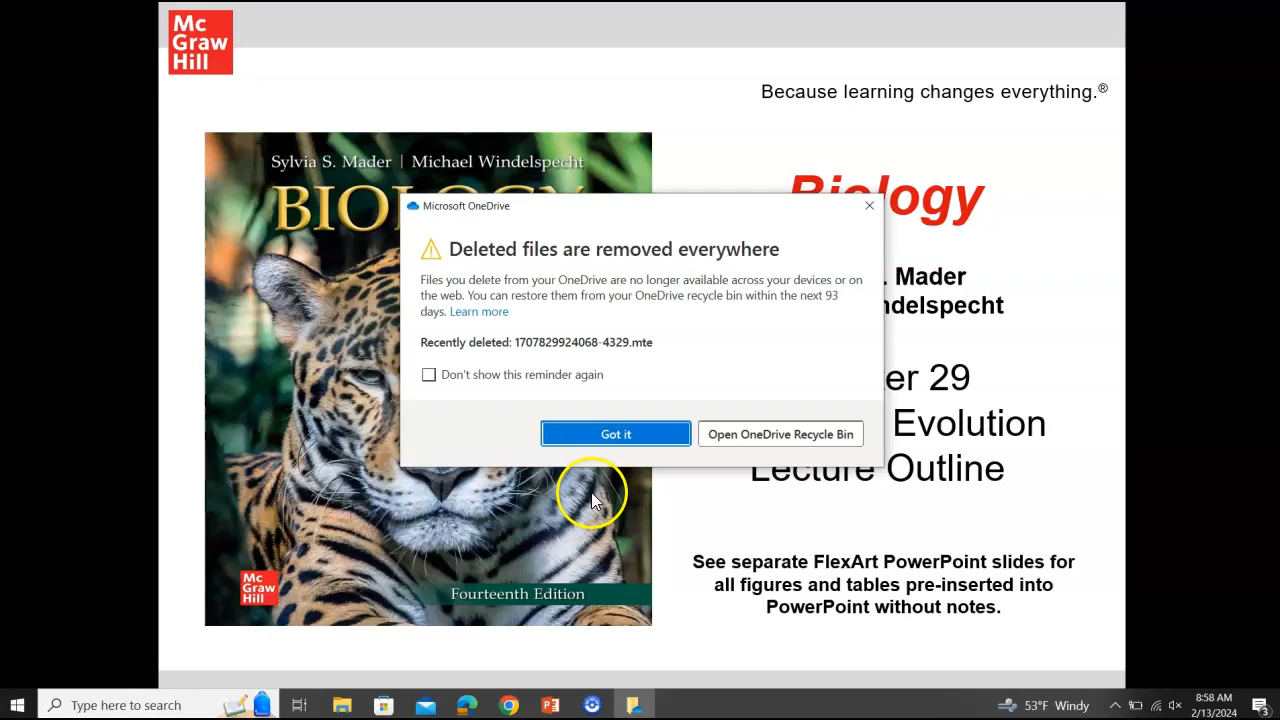 Mc
Graw
Hill
Because learning changes everything.®
Sylvia S. Mader | Michael Windelspecht
Microsoft OneDrive
Deleted files are removed everywhere
Files you delete from your OneDrive are no longer available across your devices or on
the web. You can restore them from your OneDrive recycle bin within the next 93
days. Learn more
Recently deleted: 1707829924068-4329.mte
Don't show this reminder again
Got it
Open OneDrive Recycle Bin
Biology
Mader
29
Evolution
Lecture Outline
See separate FlexArt PowerPoint slides for
all figures and tables pre-inserted into
PowerPoint without notes.
Mc
Graw
Hill
Fourteenth Edition
Type here to search
53°F Windy
8:58 AM
2/13/2024
3